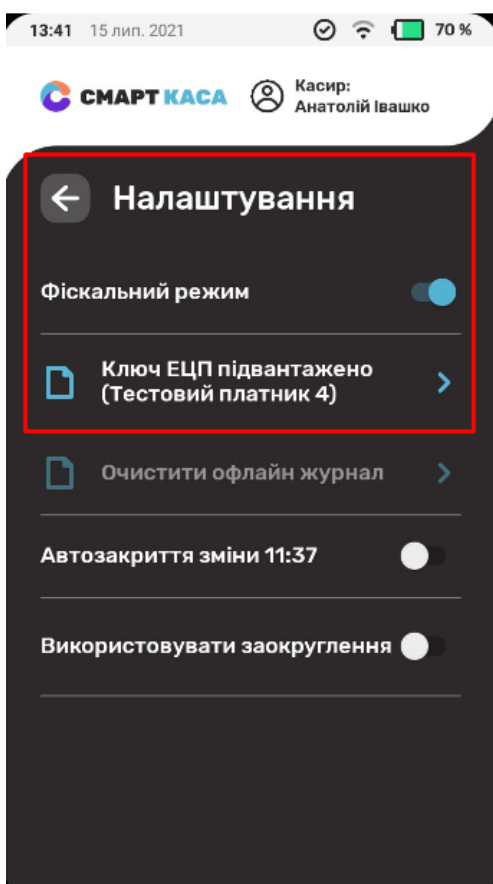 13:41 15 лип. 2021 70 %
СМАРТ КАСА
Касир:
Анатолій Івашко
Налаштування
Фіскальний режим
Ключ ЕЦП підвантажено
(Тестовий платник 4)
Очистити офлайн журнал
Автозакриття зміни 11:37
Використовувати заокруглення